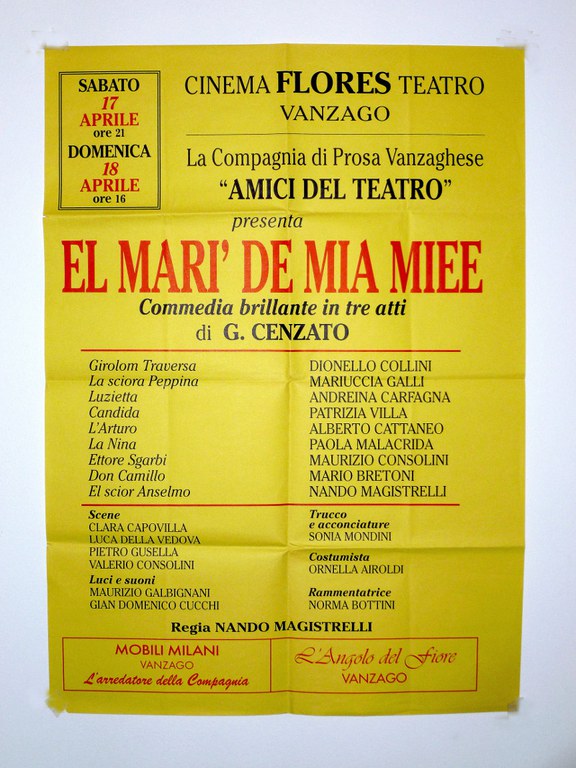 SABATO
17
APRILE
ore 21
DOMENICA
18
APRILE
ore 16
CINEMA FLORES TEATRO
VANZAGO
La Compagnia di Prosa Vanzaghese
“AMICI DEL TEATRO”
presenta
EL MARI’ DE MIA MIEE
Commedia brillante in tre atti
di G. CENZATO
Girolom Traversa DIONELLO COLLINI
La sciora Peppina MARIUCCIA GALLI
Luzietta ANDREINA CARFAGNA
Candida PATRIZIA VILLA
L'Arturo ALBERTO CATTANEO
La Nina PAOLA MALACRIDA
Ettore Sgarbi MAURIZIO CONSOLINI
Don Camillo MARIO BRETONI
El scior Anselmo NANDO MAGISTRELLI
Scene
CLARA CAPOVILLA
LUCA DELLA VEDOVA
PIETRO GUSELLA
VALERIO CONSOLINI
Luci e suoni
MAURIZIO GALBIGNANI
GIAN DOMENICO CUCCHI
Trucco
e acconciature
SONIA MONDINI
Costumista
ORNELLA AIROLDI
Rammentatrice
NORMA BOTTINI
Regia NANDO MAGISTRELLI
MOBILI MILANI
VANZAGO
L'arredatore della Compagnia
L'Angolo del Fiore
VANZAGO